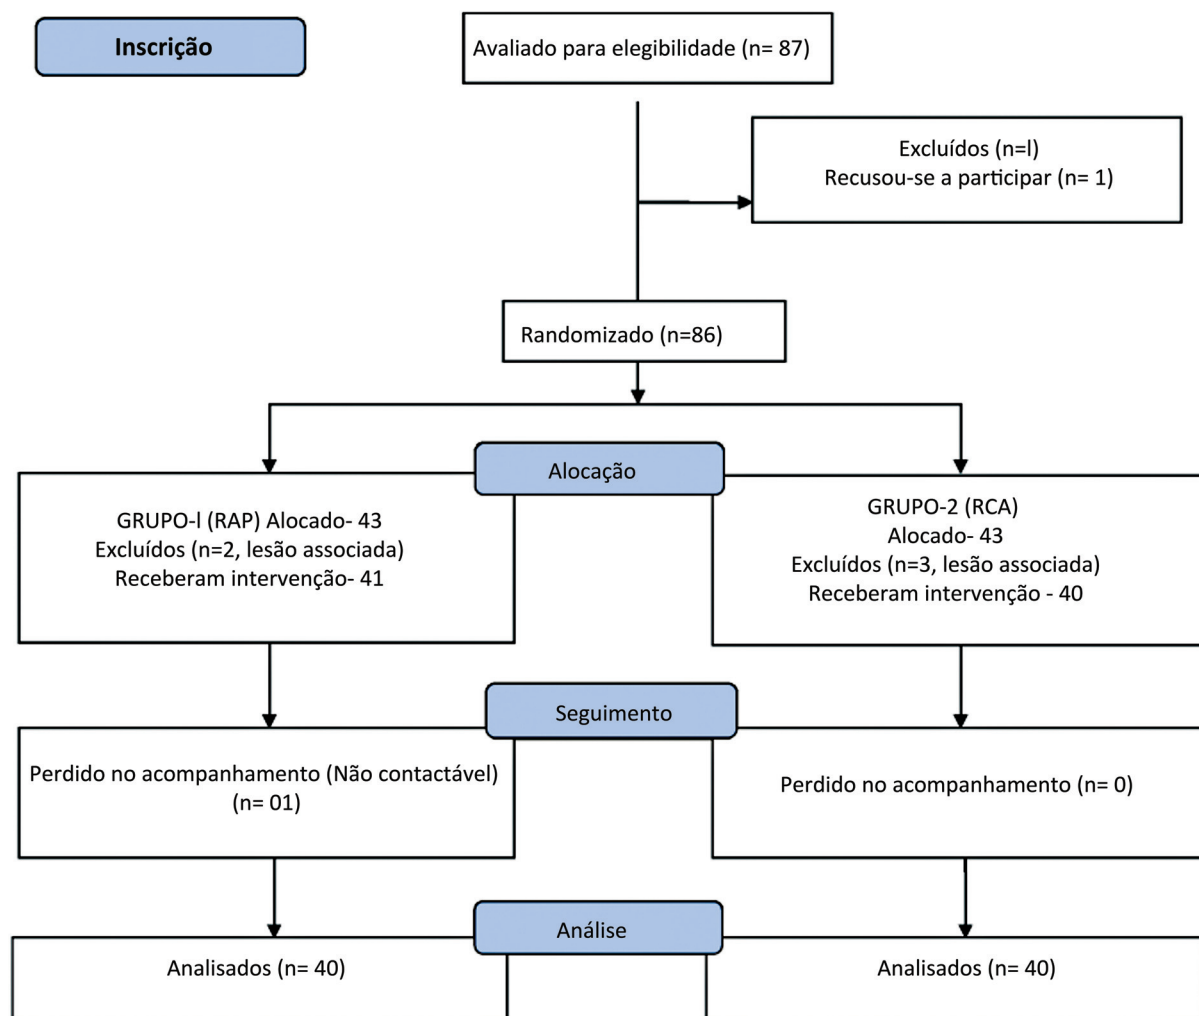 Inscrição
Avaliado para elegibilidade (n= 87)
Excluídos (n=l)
Recusou-se a participar (n= 1)
Randomizado (n=86)
Alocação
GRUPO-l (RAP) Alocado- 43
Excluídos (n=2, lesão associada)
Receberam intervenção- 41
GRUPO-2 (RCA)
Alocado- 43
Excluídos (n=3, lesão associada)
Receberam intervenção - 40
Seguimento
Perdido no acompanhamento (Não contactável)
(n= 01)
Perdido no acompanhamento (n= 0)
Análise
Analisados (n= 40)
Analisados (n= 40)